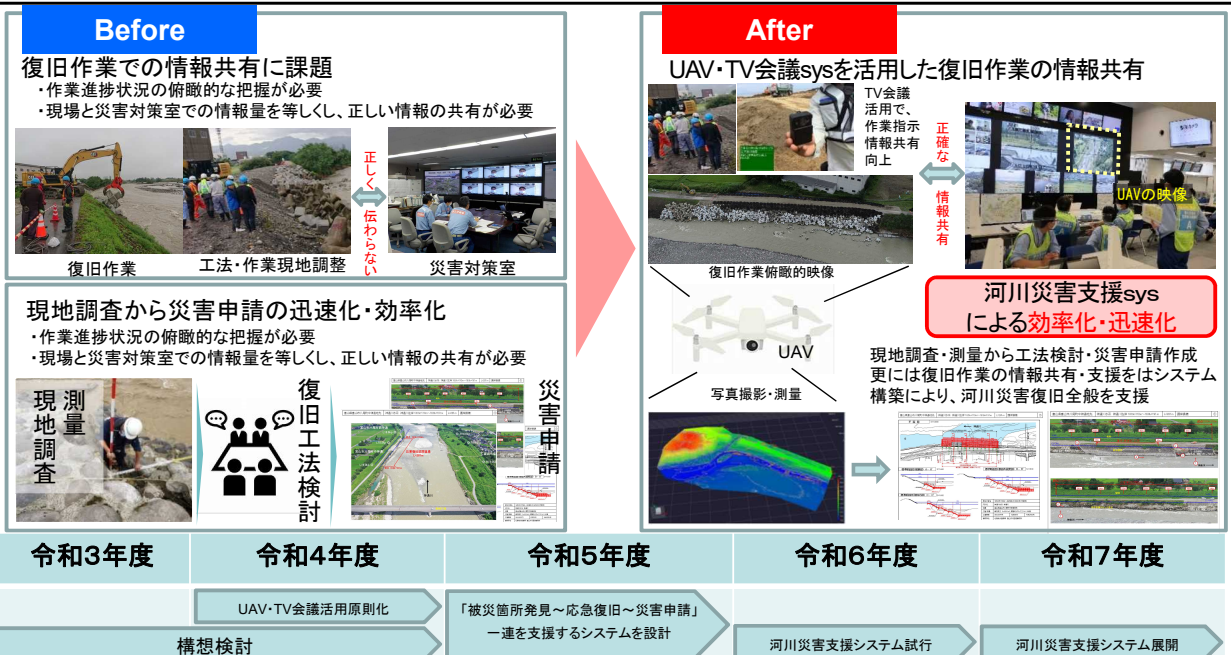 Before
復旧作業での情報共有に課題
・作業進捗状況の俯瞰的な把握が必要
・現場と災害対策室での情報量を等しくし、正しい情報の共有が必要
正しく
伝わらない
復旧作業
工法・作業現地調整
災害対策室
現地調査から災害申請の迅速化・効率化
・作業進捗状況の俯瞰的な把握が必要
・現場と災害対策室での情報量を等しくし、正しい情報の共有が必要
測量
現地調査
復旧工法検討
災害申請
After
UAV・TV会議sysを活用した復旧作業の情報共有
TV会議
活用で、
作業指示
情報共有
向上
正確な
情報共有
UAVの映像
復旧作業俯瞰的映像
UAV
写真撮影・測量
河川災害支援sys
による効率化・迅速化
現地調査・測量から工法検討・災害申請作成
更には復旧作業の情報共有・支援をはシステム
構築により、河川災害復旧全般を支援
令和3年度
令和4年度
令和5年度
令和6年度
令和7年度
UAV・TV会議活用原則化
「被災箇所発見～応急復旧～災害申請」
一連を支援するシステムを設計
構想検討
河川災害支援システム試行
河川災害支援システム展開